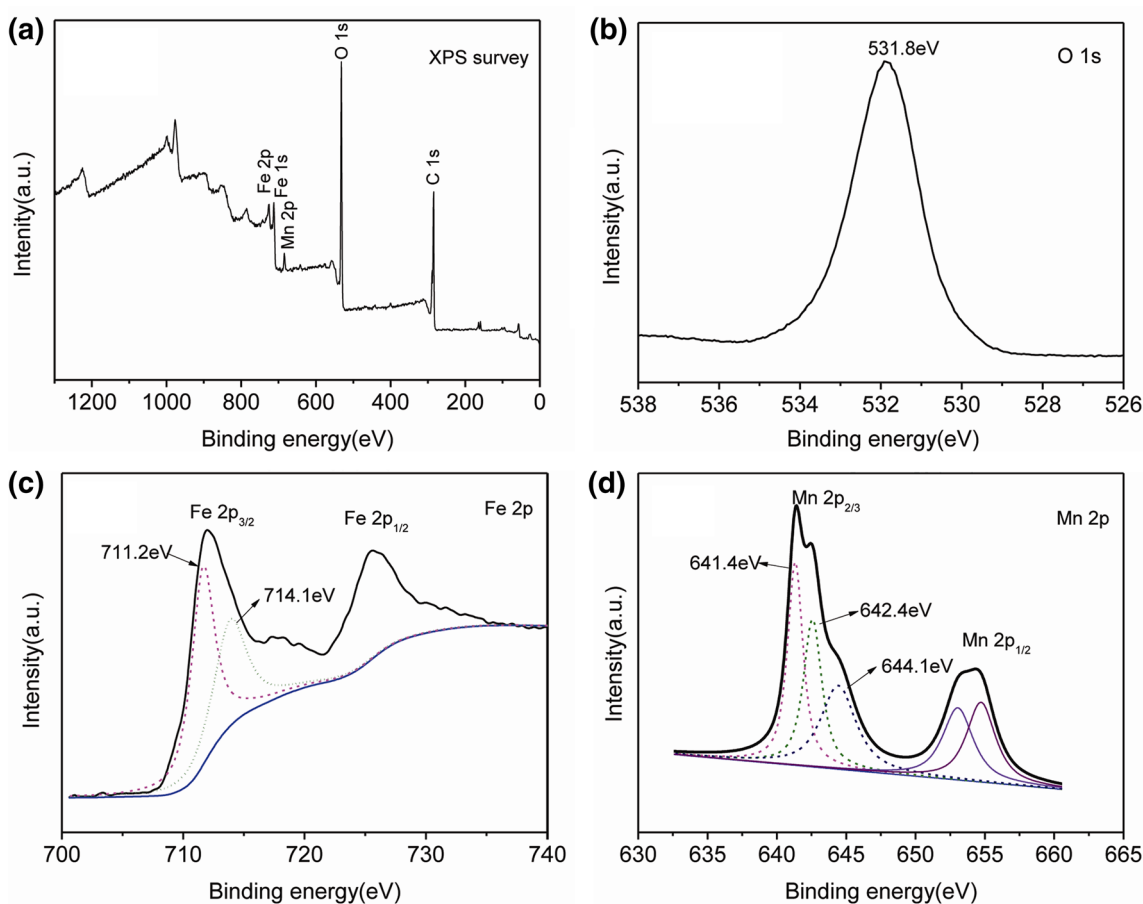 (a)
XPS survey
O 1s
C 1s
Fe 2p
Fe 1s
Mn 2p
Intenity(a.u.)
1200 1000 800 600 400 200 0
Binding energy(eV)
(b)
531.8eV
O 1s
Intensity(a.u.)
538 536 534 532 530 528 526
Binding energy(eV)
(c)
Fe 2p3/2
Fe 2p1/2
Fe 2p
711.2eV
714.1eV
Intensity(a.u.)
700 710 720 730 740
Binding energy(eV)
(d)
Mn 2p2/3
Mn 2p
641.4eV
642.4eV
644.1eV
Mn 2p1/2
Intensity(a.u.)
630 635 640 645 650 655 660 665
Binding energy(eV)